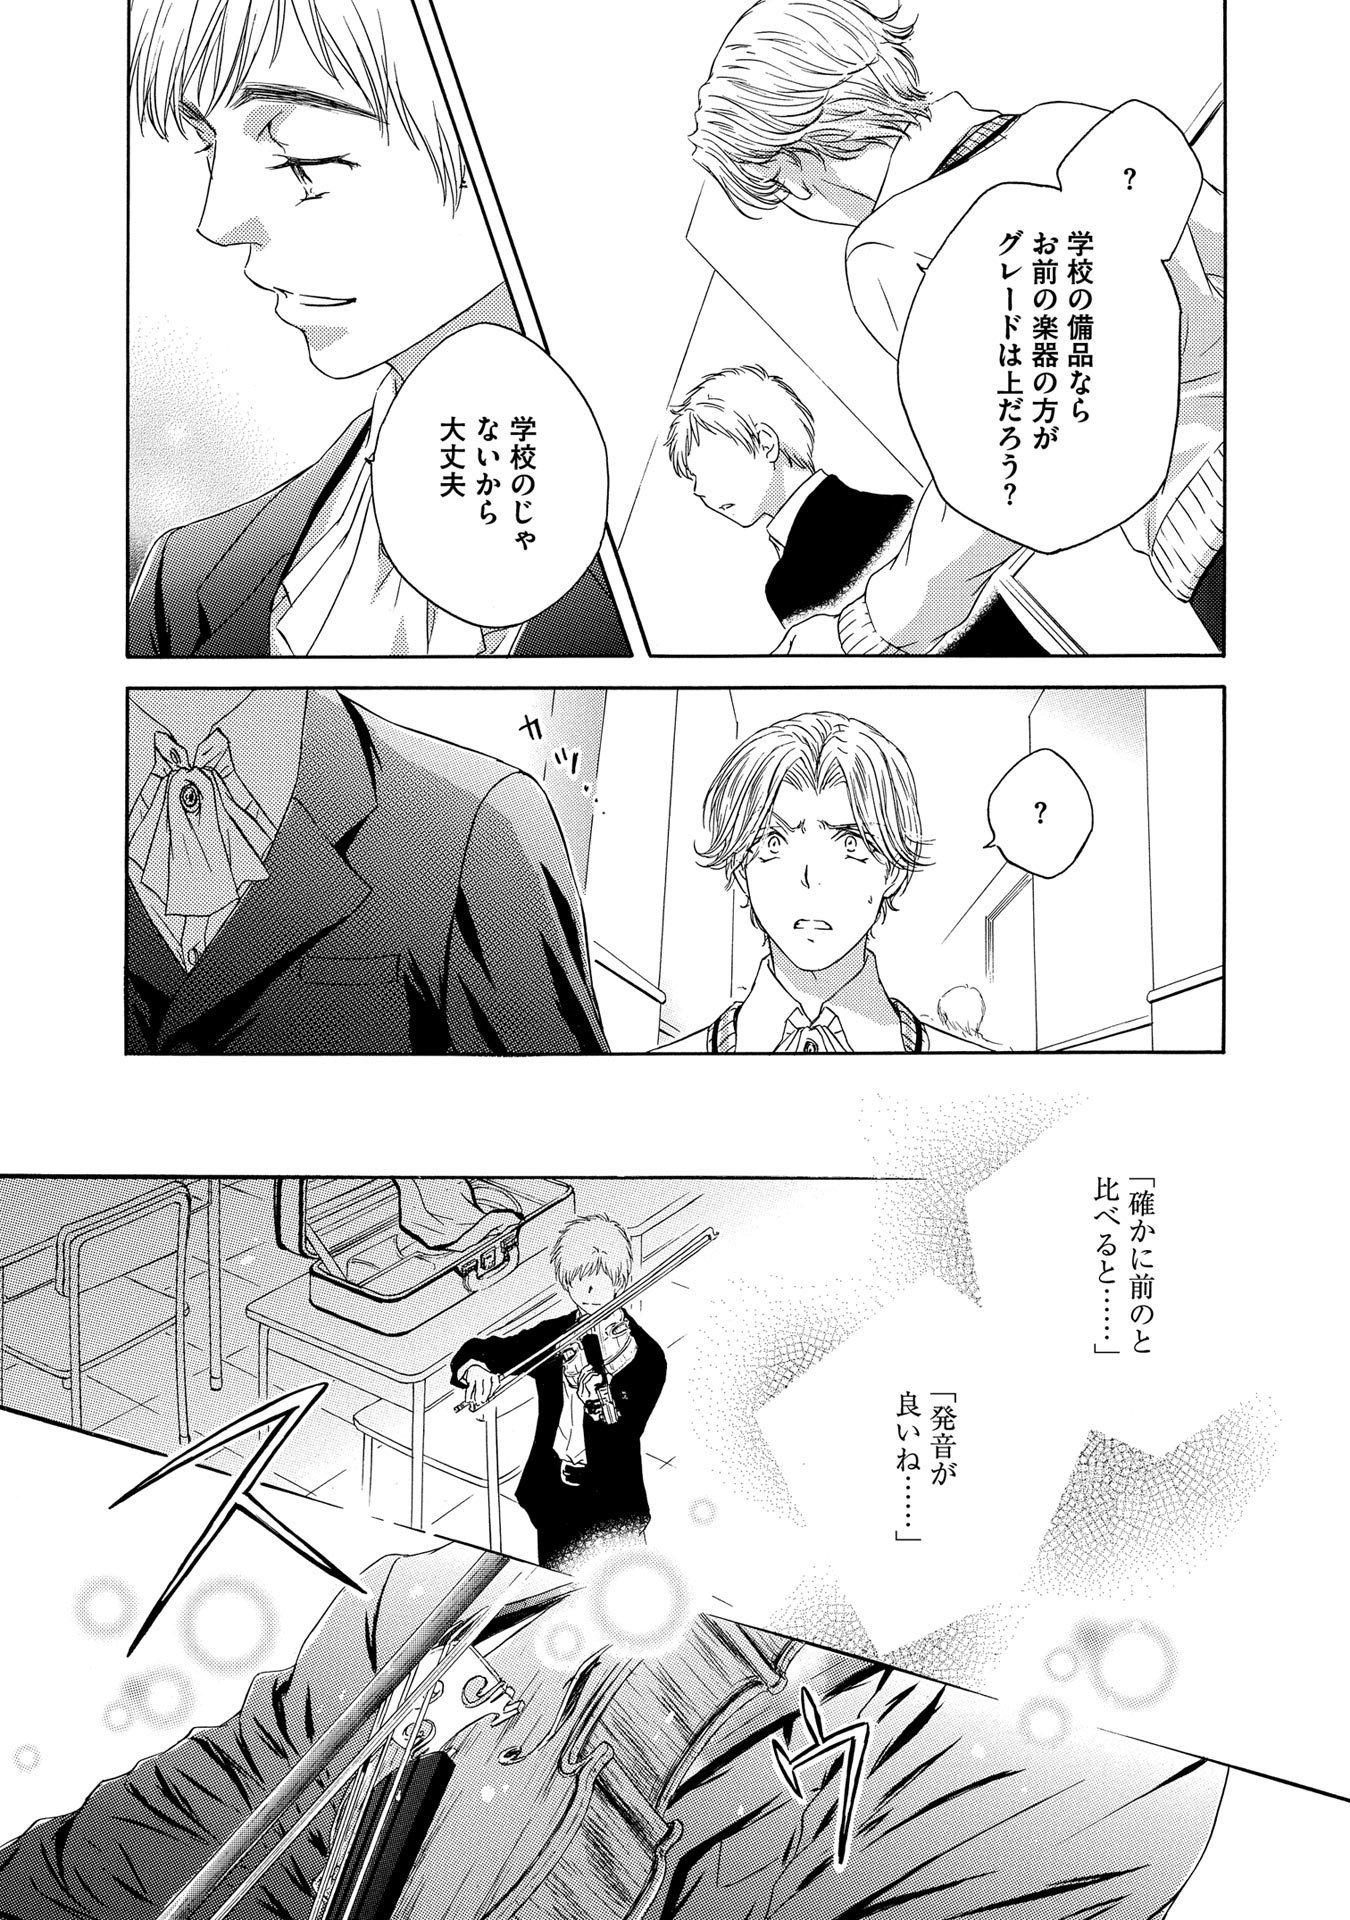 ?
学校の備品なら
お前の楽器の方が
グレードは上だろう?
学校のじゃ
ないから
大丈夫
?
カツ
「確かに前のと
比べると……」
「発音が
良いね……」